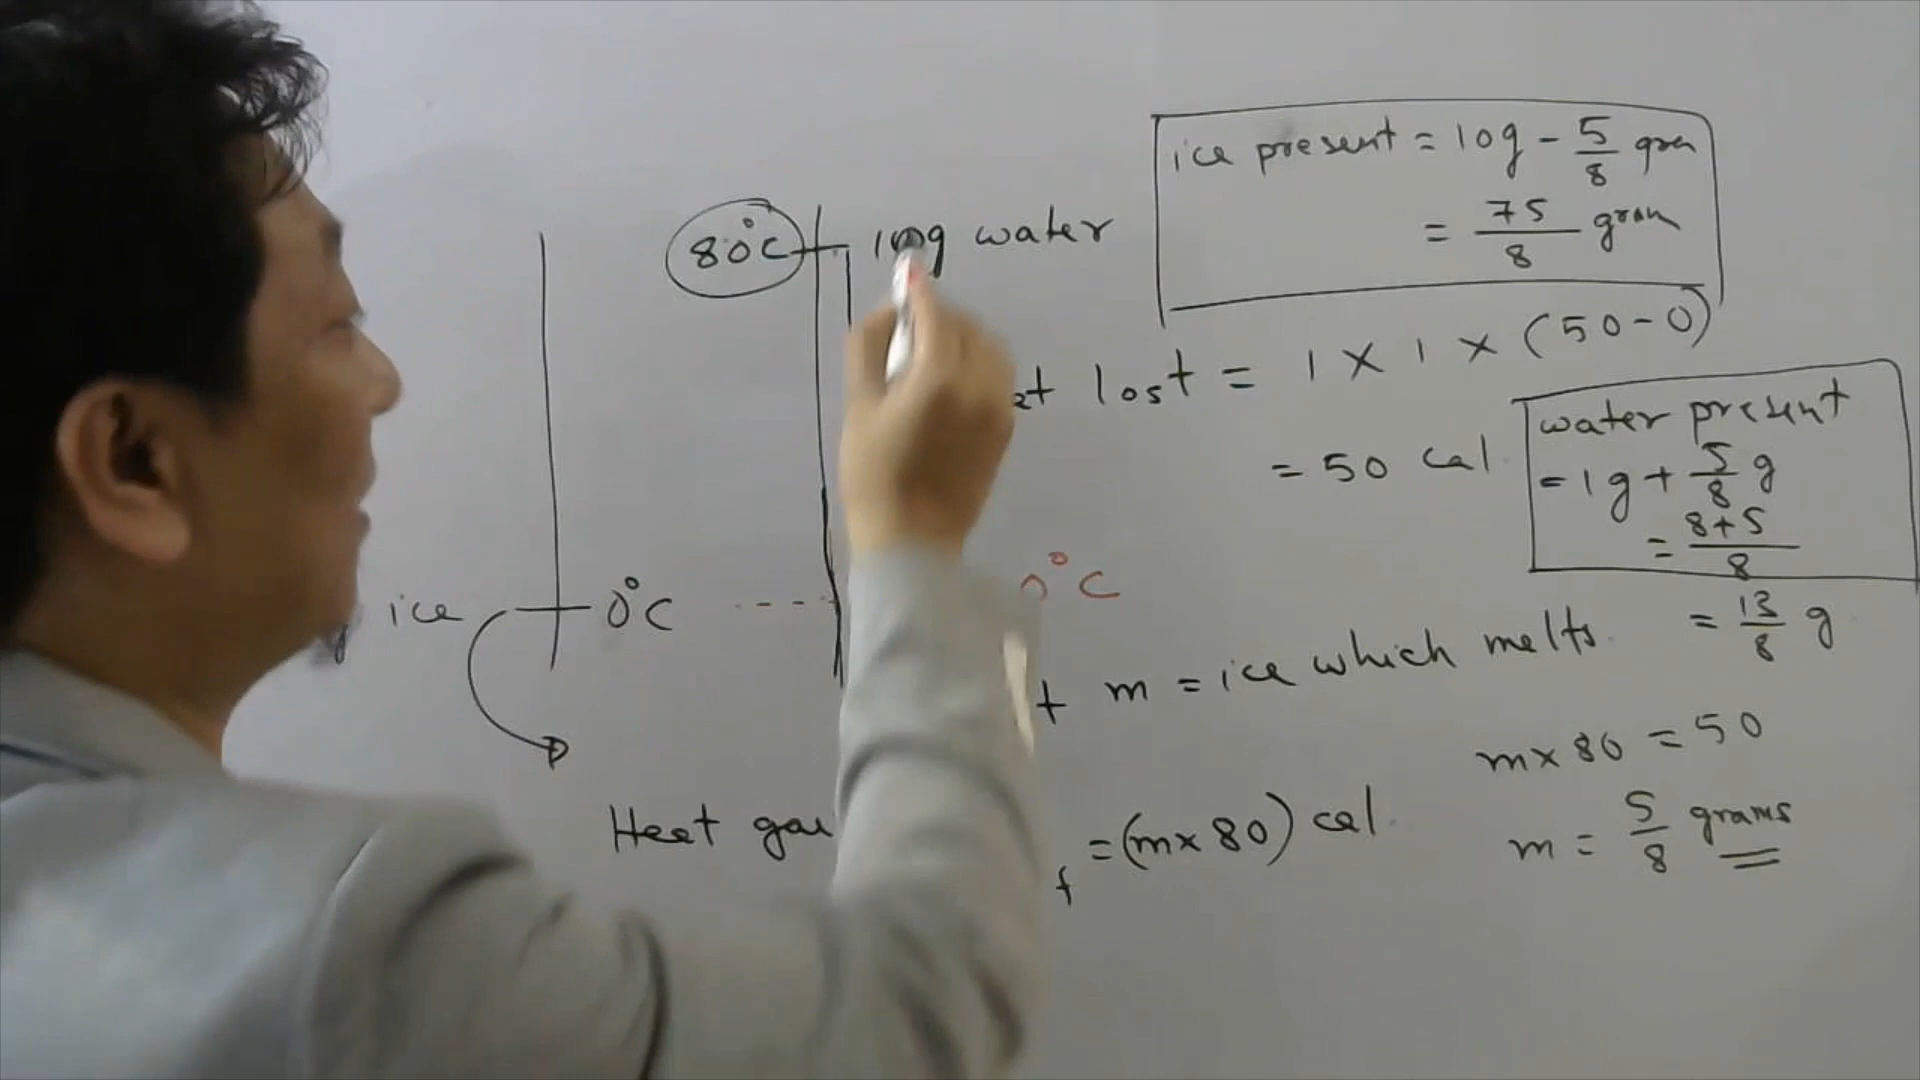 ice present = 10g - 5/8 gram
= 75/8 gram
80°C
10g water
lost = 1 × 1 × (50-0)
= 50 cal
water present
= 1g + 5/8 g
= 8+5/8
= 13/8 g
ice
0°C
0°C
m = ice which melts
m×80 = 50
Heat
= (m×80) cal
m = 5/8 grams